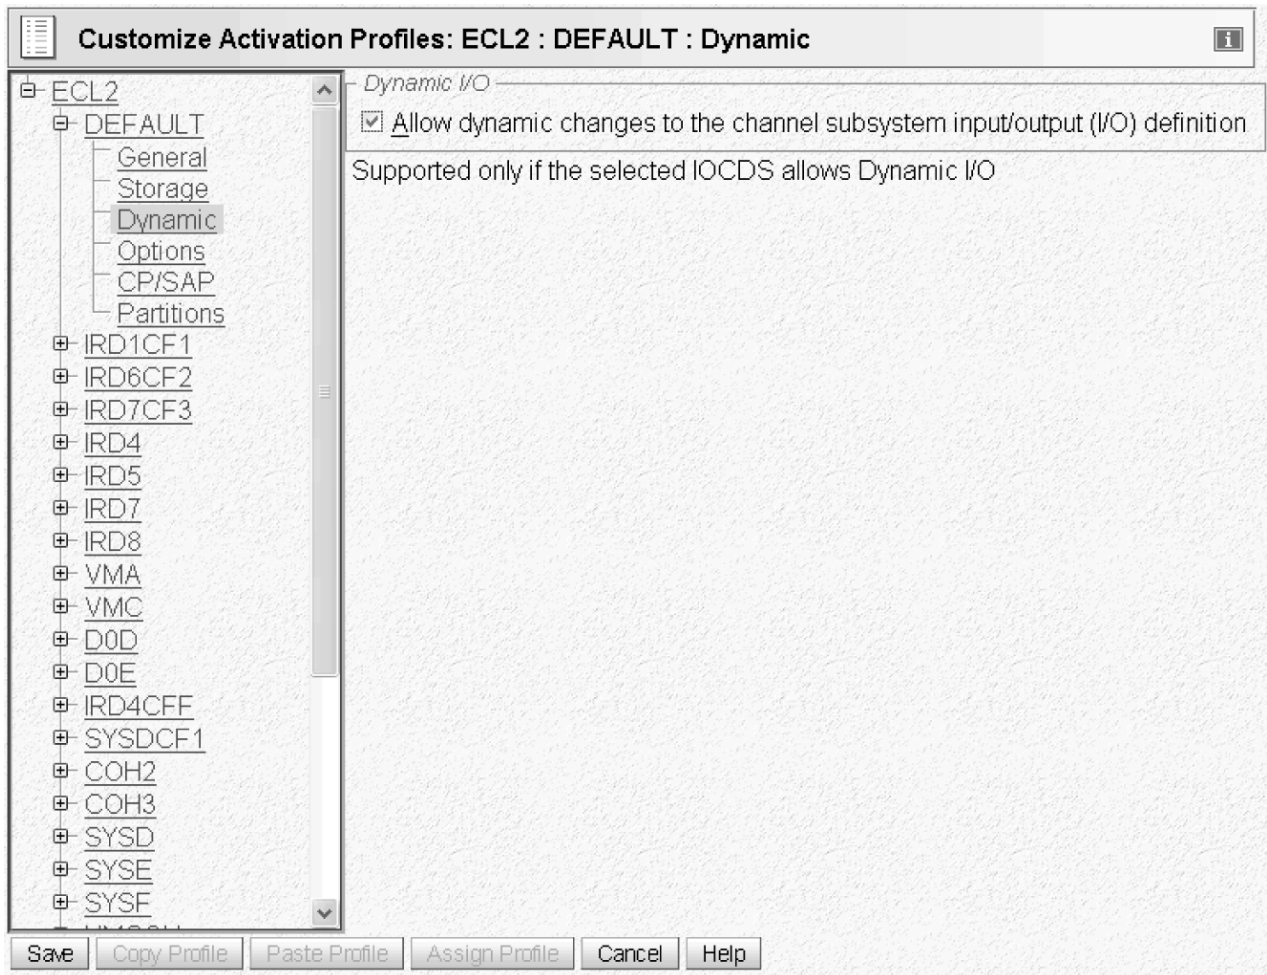 Customize Activation Profiles: ECL2 : DEFAULT : Dynamic
i
ECL2
DEFAULT
General
Storage
Dynamic
Options
CP/SAP
Partitions
IRD1CF1
IRD6CF2
IRD7CF3
IRD4
IRD5
IRD7
IRD8
VMA
VMC
D0D
D0E
IRD4CFF
SYSDCF1
COH2
COH3
SYSD
SYSE
SYSF
Dynamic I/O
Allow dynamic changes to the channel subsystem input/output (I/O) definition
Supported only if the selected IOCDS allows Dynamic I/O
Save Copy Profile Paste Profile Assign Profile Cancel Help